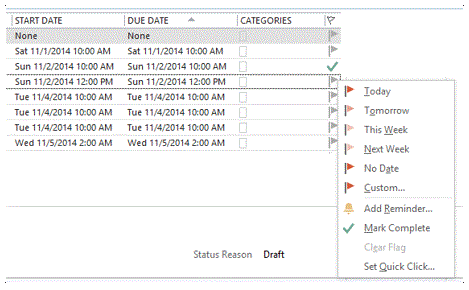 START DATE DUE DATE CATEGORIES
None None
Sat 11/1/2014 10:00 AM Sat 11/1/2014 10:00 AM
Sun 11/2/2014 10:00 AM Sun 11/2/2014 10:00 AM
Sun 11/2/2014 12:00 PM Sun 11/2/2014 12:00 PM
Tue 11/4/2014 10:00 AM Tue 11/4/2014 10:00 AM
Tue 11/4/2014 10:00 AM Tue 11/4/2014 10:00 AM
Tue 11/4/2014 10:00 AM Tue 11/4/2014 10:00 AM
Wed 11/5/2014 2:00 AM Wed 11/5/2014 2:00 AM
Today
Tomorrow
This Week
Next Week
No Date
Custom...
Add Reminder...
Mark Complete
Clear Flag
Set Quick Click...
Status Reason Draft